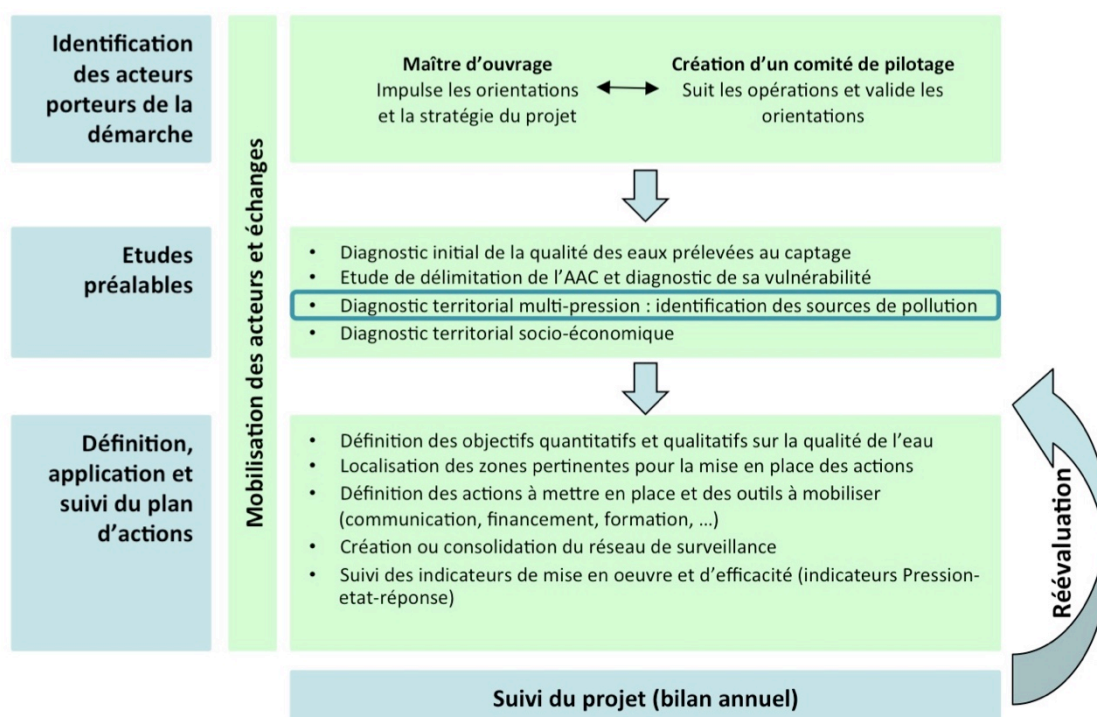 Identification
des acteurs
porteurs de la
démarche
Maître d’ouvrage
Impulse les orientations
et la stratégie du projet
Création d’un comité de pilotage
Suit les opérations et valide les
orientations
Mobilisation des acteurs et échanges
Etudes
préalables
• Diagnostic initial de la qualité des eaux prélevées au captage
• Etude de délimitation de l’AAC et diagnostic de sa vulnérabilité
• Diagnostic territorial multi-pression : identification des sources de pollution
• Diagnostic territorial socio-économique
Définition,
application et
suivi du plan
d’actions
• Définition des objectifs quantitatifs et qualitatifs sur la qualité de l’eau
• Localisation des zones pertinentes pour la mise en place des actions
• Définition des actions à mettre en place et des outils à mobiliser
(communication, financement, formation, …)
• Création ou consolidation du réseau de surveillance
• Suivi des indicateurs de mise en oeuvre et d’efficacité (indicateurs Pression-
etat-réponse)
Réévaluation
Suivi du projet (bilan annuel)